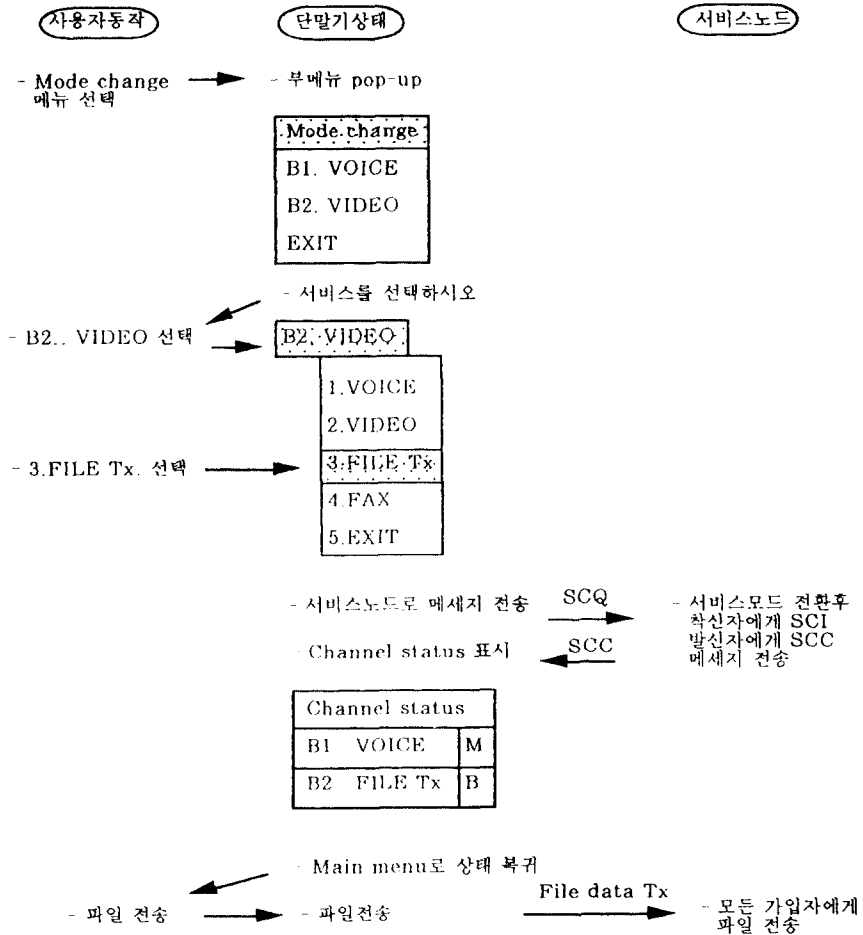 사용자동작
단말기상태
서비스노드
- Mode change
메뉴 선택
- 부메뉴 pop-up
Mode change
B1. VOICE
B2. VIDEO
EXIT
- 서비스를 선택하시오
- B2.. VIDEO 선택
B2. VIDEO
1.VOICE
2.VIDEO
- 3.FILE Tx. 선택
3.FILE Tx
4.FAX
5.EXIT
- 서비스노드로 메세지 전송
SCQ
- 서비스모드 전환후
착신자에게 SCI
발신자에게 SCC
메세지 전송
- Channel status 표시
SCC
Channel status
B1 VOICE M
B2 FILE Tx B
- Main menu로 상태 복귀
- 파일 전송
- 파일전송
File data Tx
- 모든 가입자에게
파일 전송